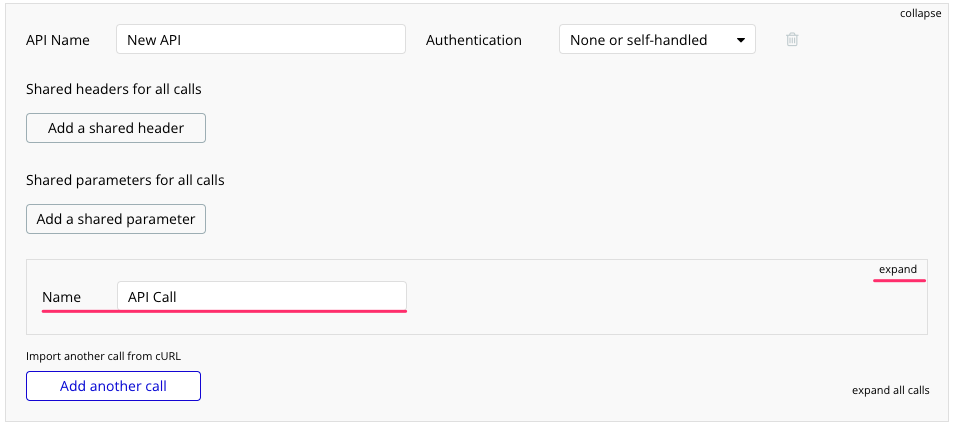 collapse
API Name New API Authentication None or self-handled
Shared headers for all calls
Add a shared header
Shared parameters for all calls
Add a shared parameter
expand
Name API Call
Import another call from cURL
Add another call
expand all calls